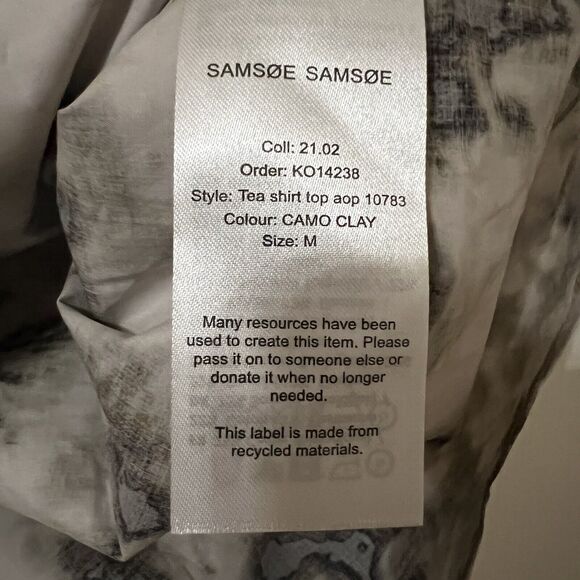 SAMSØE SAMSØE
Coll: 21.02
Order: KO14238
Style: Tea shirt top aop 10783
Colour: CAMO CLAY
Size: M
Many resources have been
used to create this item. Please
pass it on to someone else or
donate it when no longer
needed.
This label is made from
recycled materials.